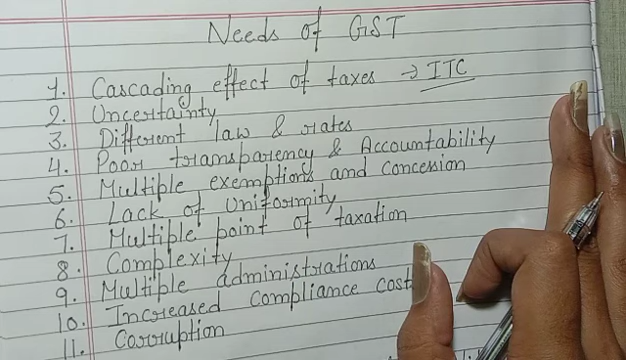 Needs of GST
1. Cascading effect of taxes → ITC
2. Uncertainty
3. Different law & rates
4. Poor transparency & Accountability
5. Multiple exemptions and concession
6. Lack of Uniformity
7. Multiple point of taxation
8. Complexity
9. Multiple administrations
10. Increased compliance cost
11. Corruption